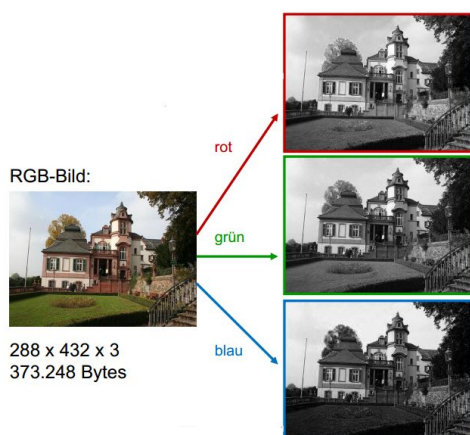 RGB-Bild:
288 x 432 x 3
373.248 Bytes
rot
grün
blau